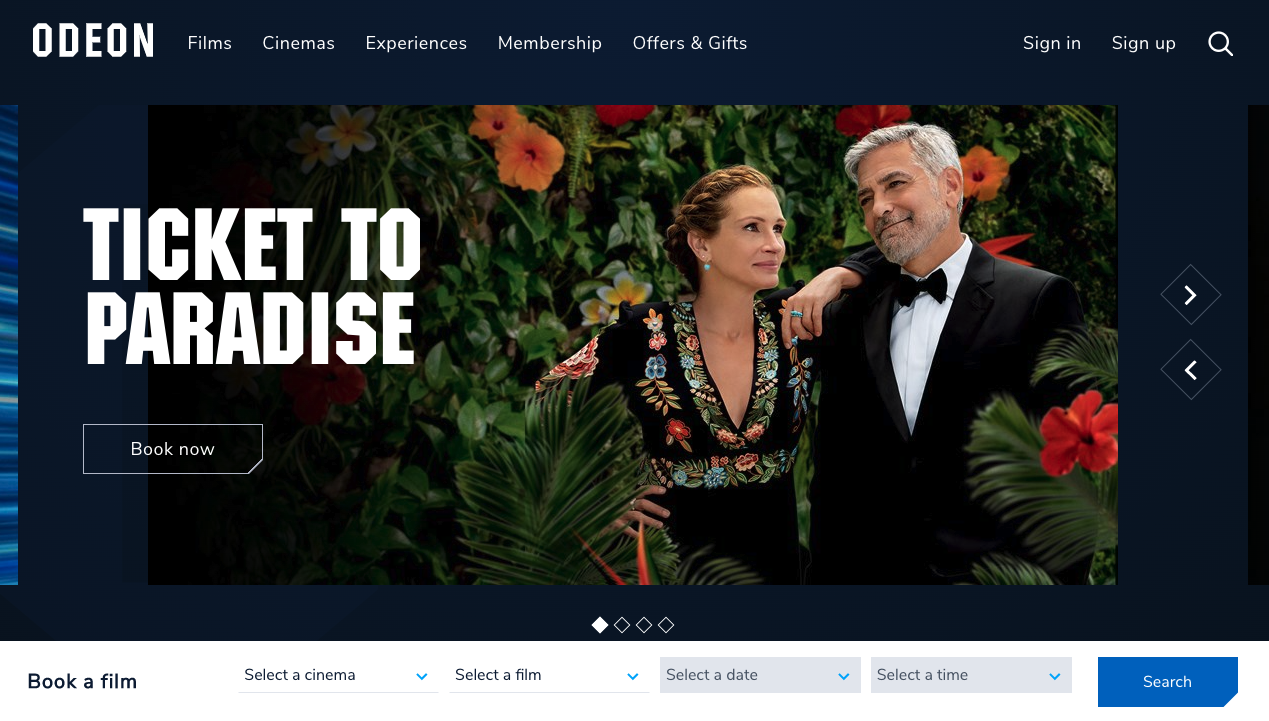 ODEON
Films Cinemas Experiences Membership Offers & Gifts
Sign in Sign up
TICKET TO
PARADISE
Book now
Book a film
Select a cinema
Select a film
Select a date
Select a time
Search